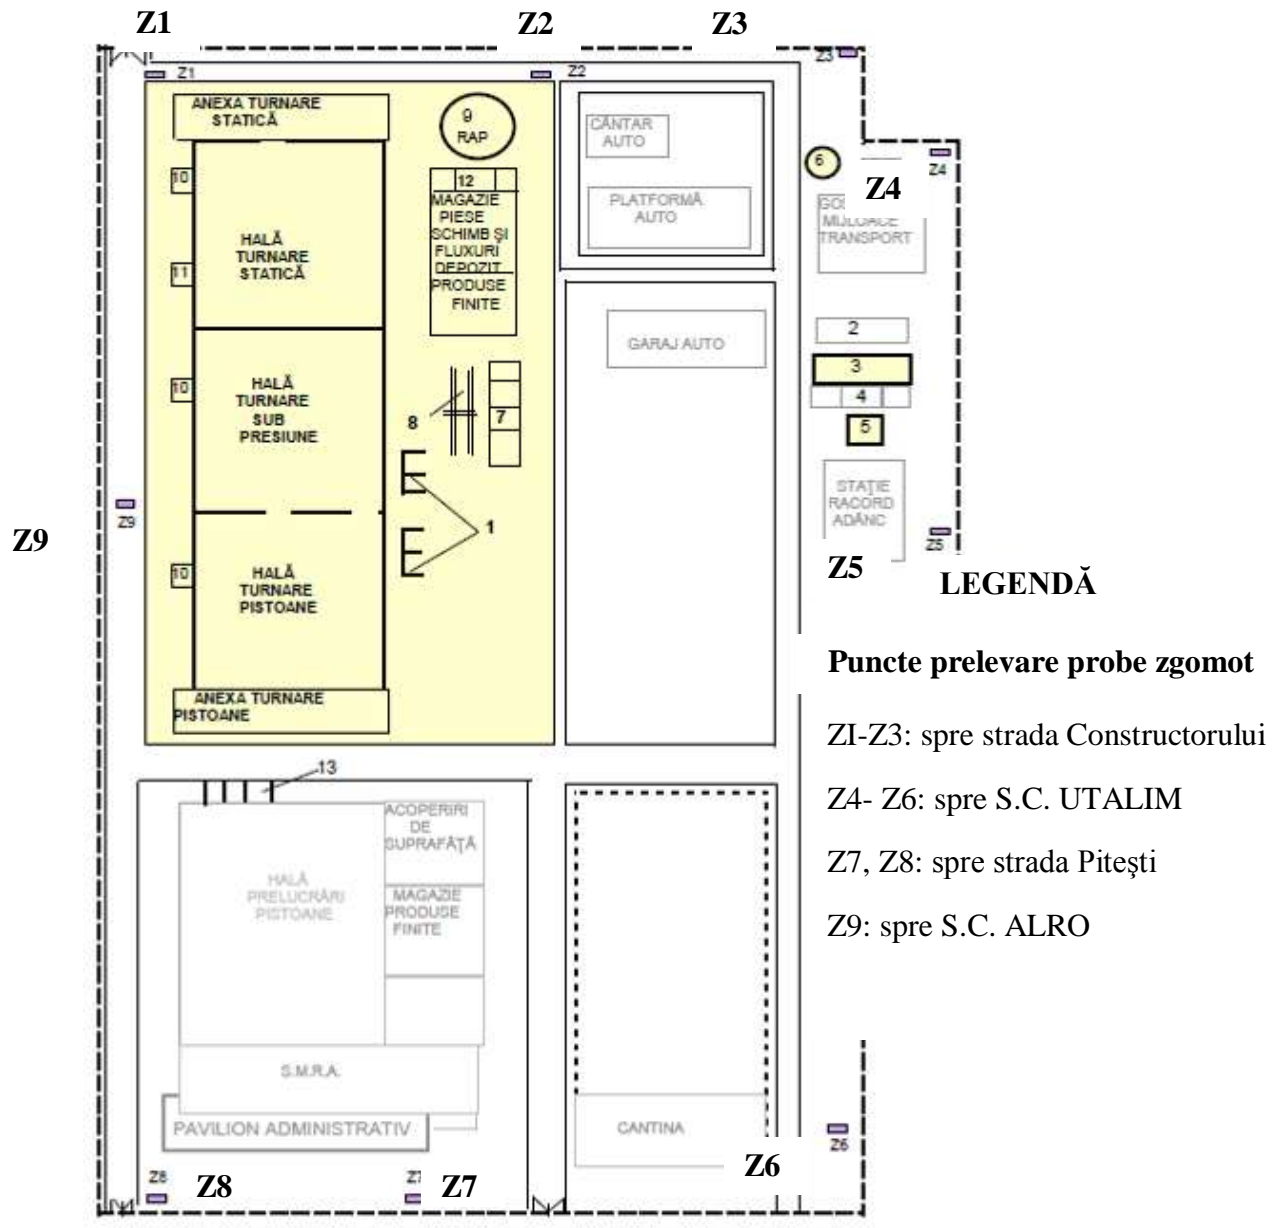 Z1
Z2
Z3
Z1
Z2
Z3
ANEXA TURNARE
STATICĂ
9
RAP
CÂNTAR
AUTO
6
Z4
Z4
10
12
MAGAZIE
PIESE
SCHIMB ŞI
FLUXURI
DEPOZIT
PRODUSE
FINITE
PLATFORMĂ
AUTO
TRANSPORT
HALĂ
TURNARE
STATICĂ
11
GARAJ AUTO
2
3
4
5
10
HALĂ
TURNARE
SUB
PRESIUNE
8
7
STAŢIE
RACORD
ADÂNC
Z9
Z9
1
Z5
Z5
10
HALĂ
TURNARE
PISTOANE
LEGENDĂ
Puncte prelevare probe zgomot
ANEXA TURNARE
PISTOANE
ZI-Z3: spre strada Constructorului
Z4- Z6: spre S.C. UTALIM
Z7, Z8: spre strada Piteşti
Z9: spre S.C. ALRO
13
ACOPERIRI
DE
SUPRAFĂŢĂ
HALĂ
PRELUCRĂRI
PISTOANE
MAGAZIE
PRODUSE
FINITE
S.M.R.A.
PAVILION ADMINISTRATIV
CANTINA
Z6
Z6
Z8
Z8
Z7